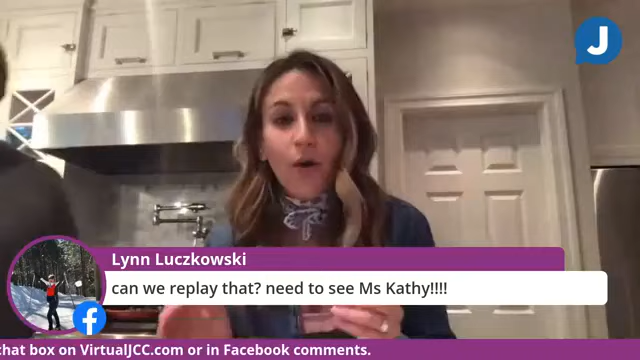 J
Lynn Luczkowski
can we replay that? need to see Ms Kathy!!!!
f
chat box on VirtualJCC.com or in Facebook comments.